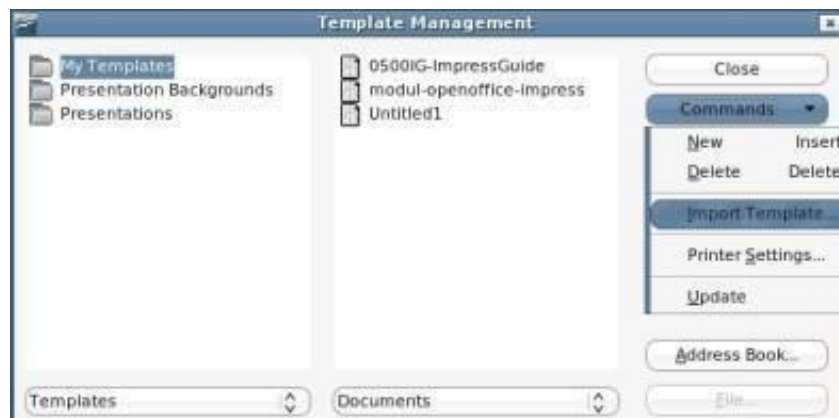 Template Management
My Templates
Presentation Backgrounds
Presentations
0500IG-ImpressGuide
modul-openoffice-impress
Untitled1
Close
Commands
New Insert
Delete Delete
Import Template...
Printer Settings...
Update
Address Book...
File...
Templates
Documents